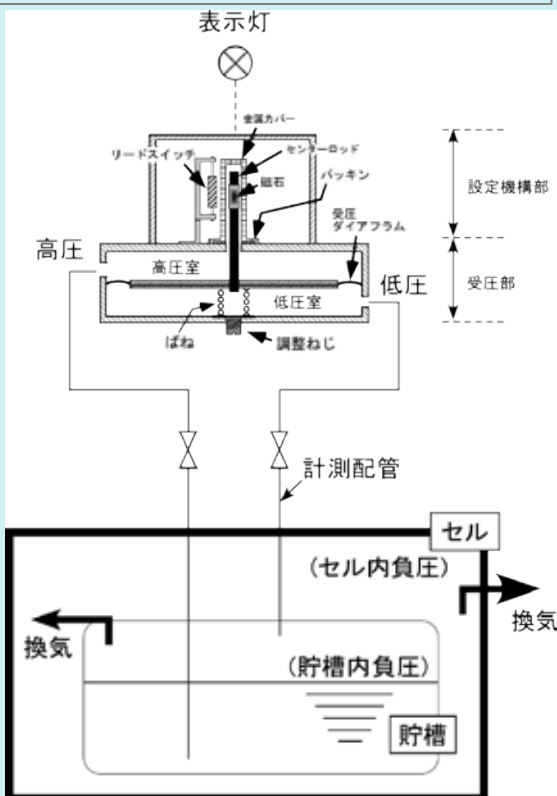 表示灯
金属カバー
リードスイッチ
センターロッド
磁石
パッキン
受圧
ダイアフラム
設定機構部
高圧
高圧室
低圧
低圧室
受圧部
ばね
調整ねじ
計測配管
セル
(セル内負圧)
換気
換気
(貯槽内負圧)
貯槽